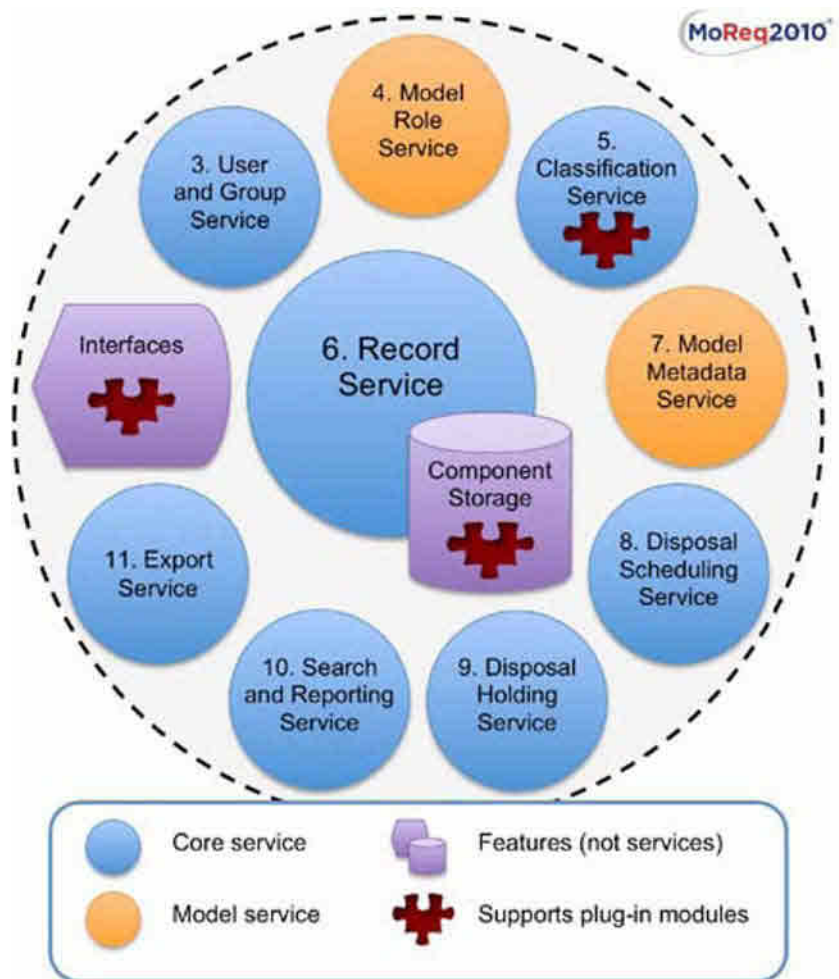 MoReq2010®
4. Model
Role
Service
3. User
and Group
Service
5.
Classification
Service
Interfaces
6. Record
Service
7. Model
Metadata
Service
Component
Storage
11. Export
Service
8. Disposal
Scheduling
Service
10. Search
and Reporting
Service
9. Disposal
Holding
Service
Core service
Features (not services)
Model service
Supports plug-in modules